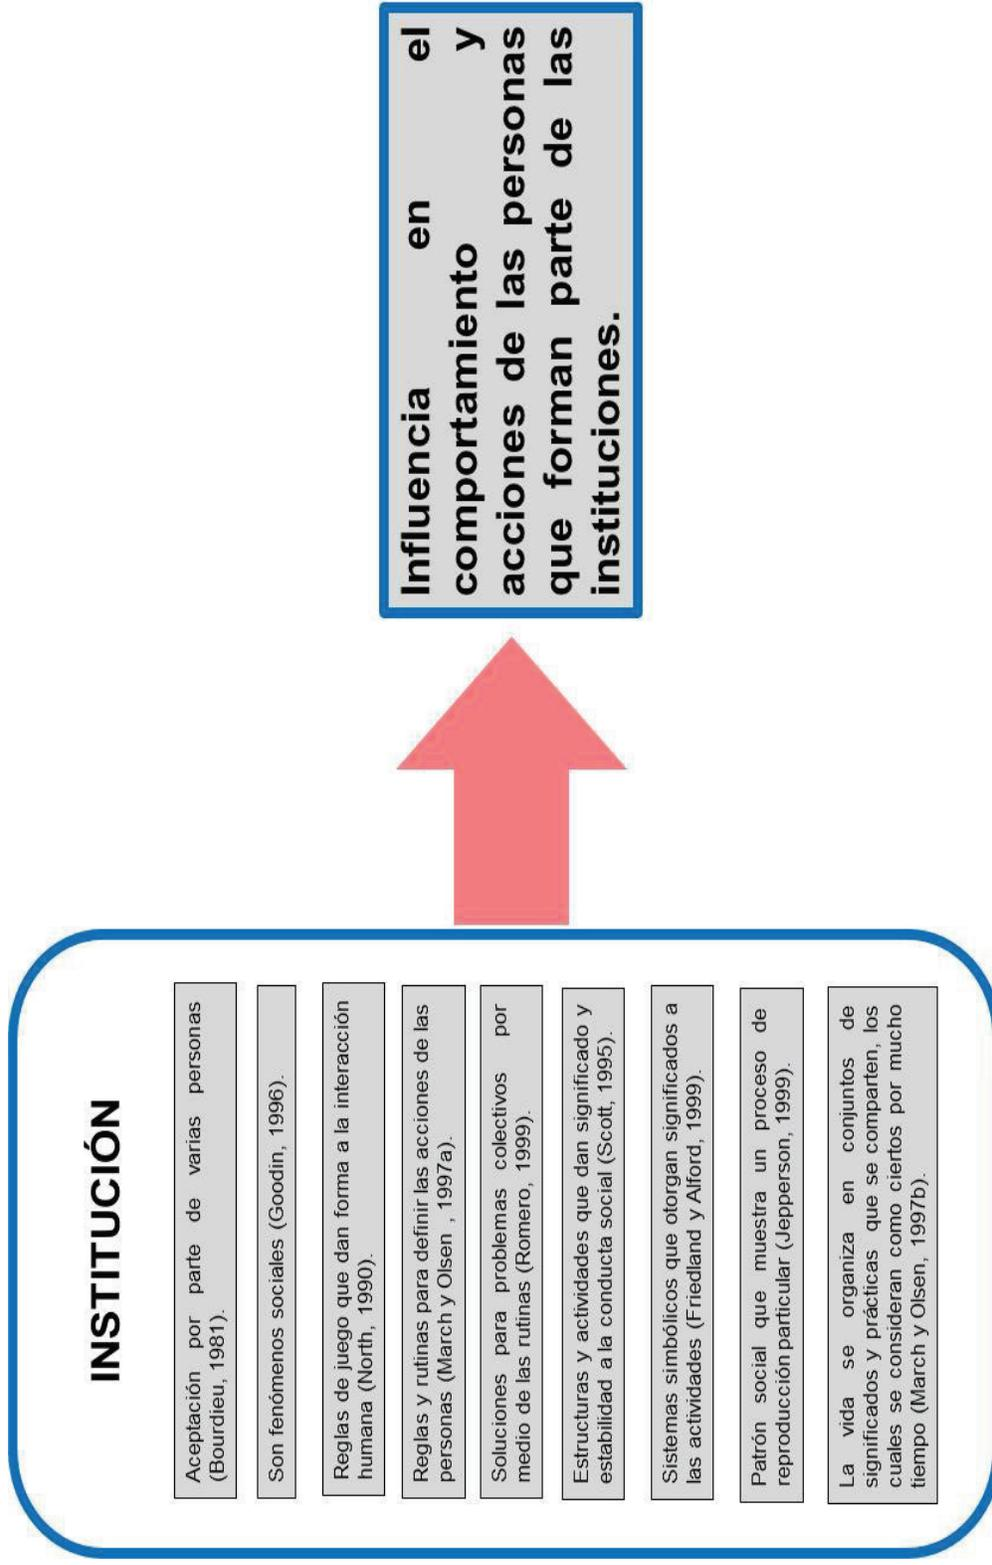 INSTITUCIÓN
Aceptación por parte de varias personas
(Bourdieu, 1981).
Son fenómenos sociales (Goodin, 1996).
Reglas de juego que dan forma a la interacción
humana (North, 1990).
Reglas y rutinas para definir las acciones de las
personas (March y Olsen , 1997a).
Soluciones para problemas colectivos por
medio de las rutinas (Romero, 1999).
Estructuras y actividades que dan significado y
estabilidad a la conducta social (Scott, 1995).
Sistemas simbólicos que otorgan significados a
las actividades (Friedland y Alford, 1999).
Patrón social que muestra un proceso de
reproducción particular (Jepperson, 1999).
La vida se organiza en conjuntos de
significados y prácticas que se comparten, los
cuales se consideran como ciertos por mucho
tiempo (March y Olsen, 1997b).
Influencia en el
comportamiento y
acciones de las personas
que forman parte de las
instituciones.